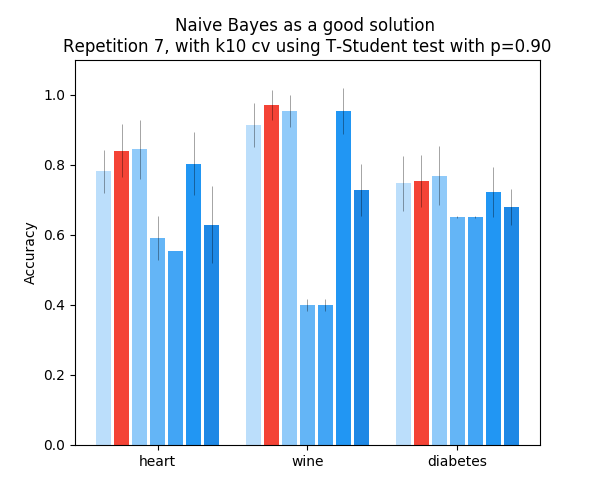 Naive Bayes as a good solution
Repetition 7, with k10 cv using T-Student test with p=0.90
1.0
0.8
0.6
0.4
0.2
0.0
Accuracy
heart wine diabetes